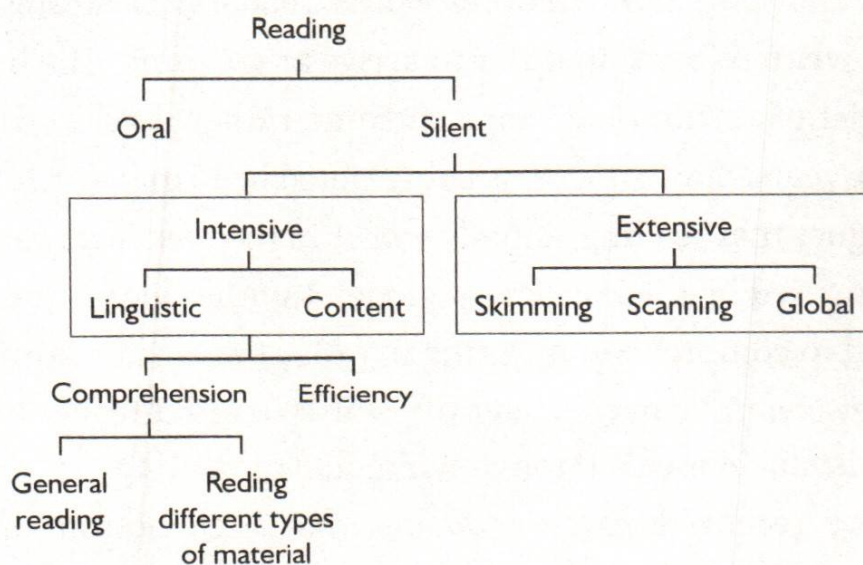 Reading
Oral Silent
Intensive Extensive
Linguistic Content Skimming Scanning Global
Comprehension Efficiency
General Reding
reading different types
of material